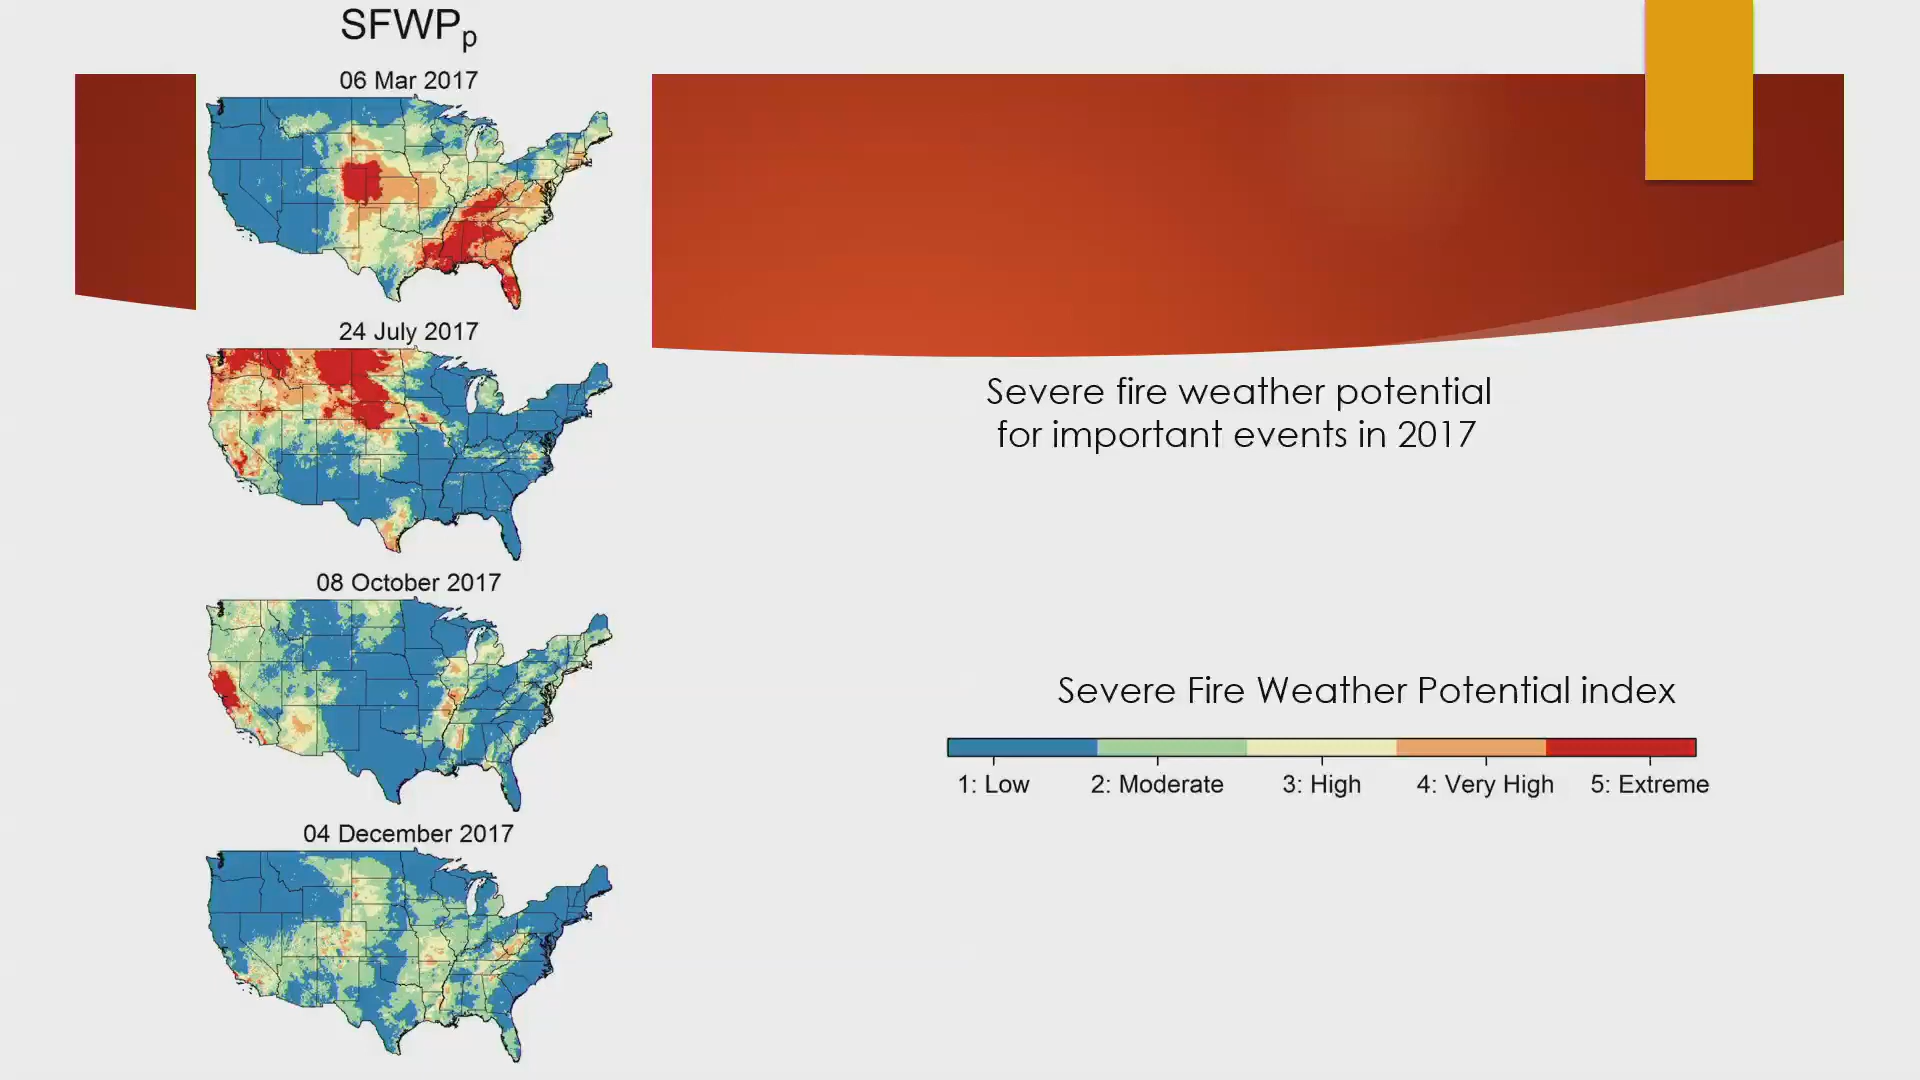 SFWPp
06 Mar 2017
24 July 2017
08 October 2017
04 December 2017
Severe fire weather potential
for important events in 2017
Severe Fire Weather Potential index
1: Low 2: Moderate 3: High 4: Very High 5: Extreme